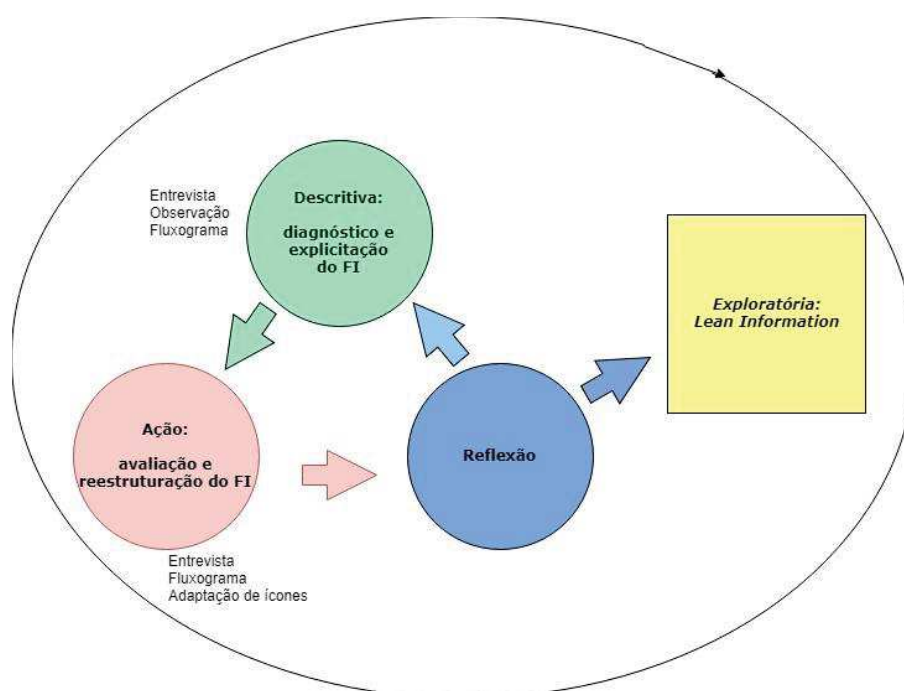 Entrevista
Observação
Fluxograma
Descritiva:
diagnóstico e
explicitação
do FI
Exploratória:
Lean Information
Ação:
avaliação e
reestruturação do FI
Reflexão
Entrevista
Fluxograma
Adaptação de ícones